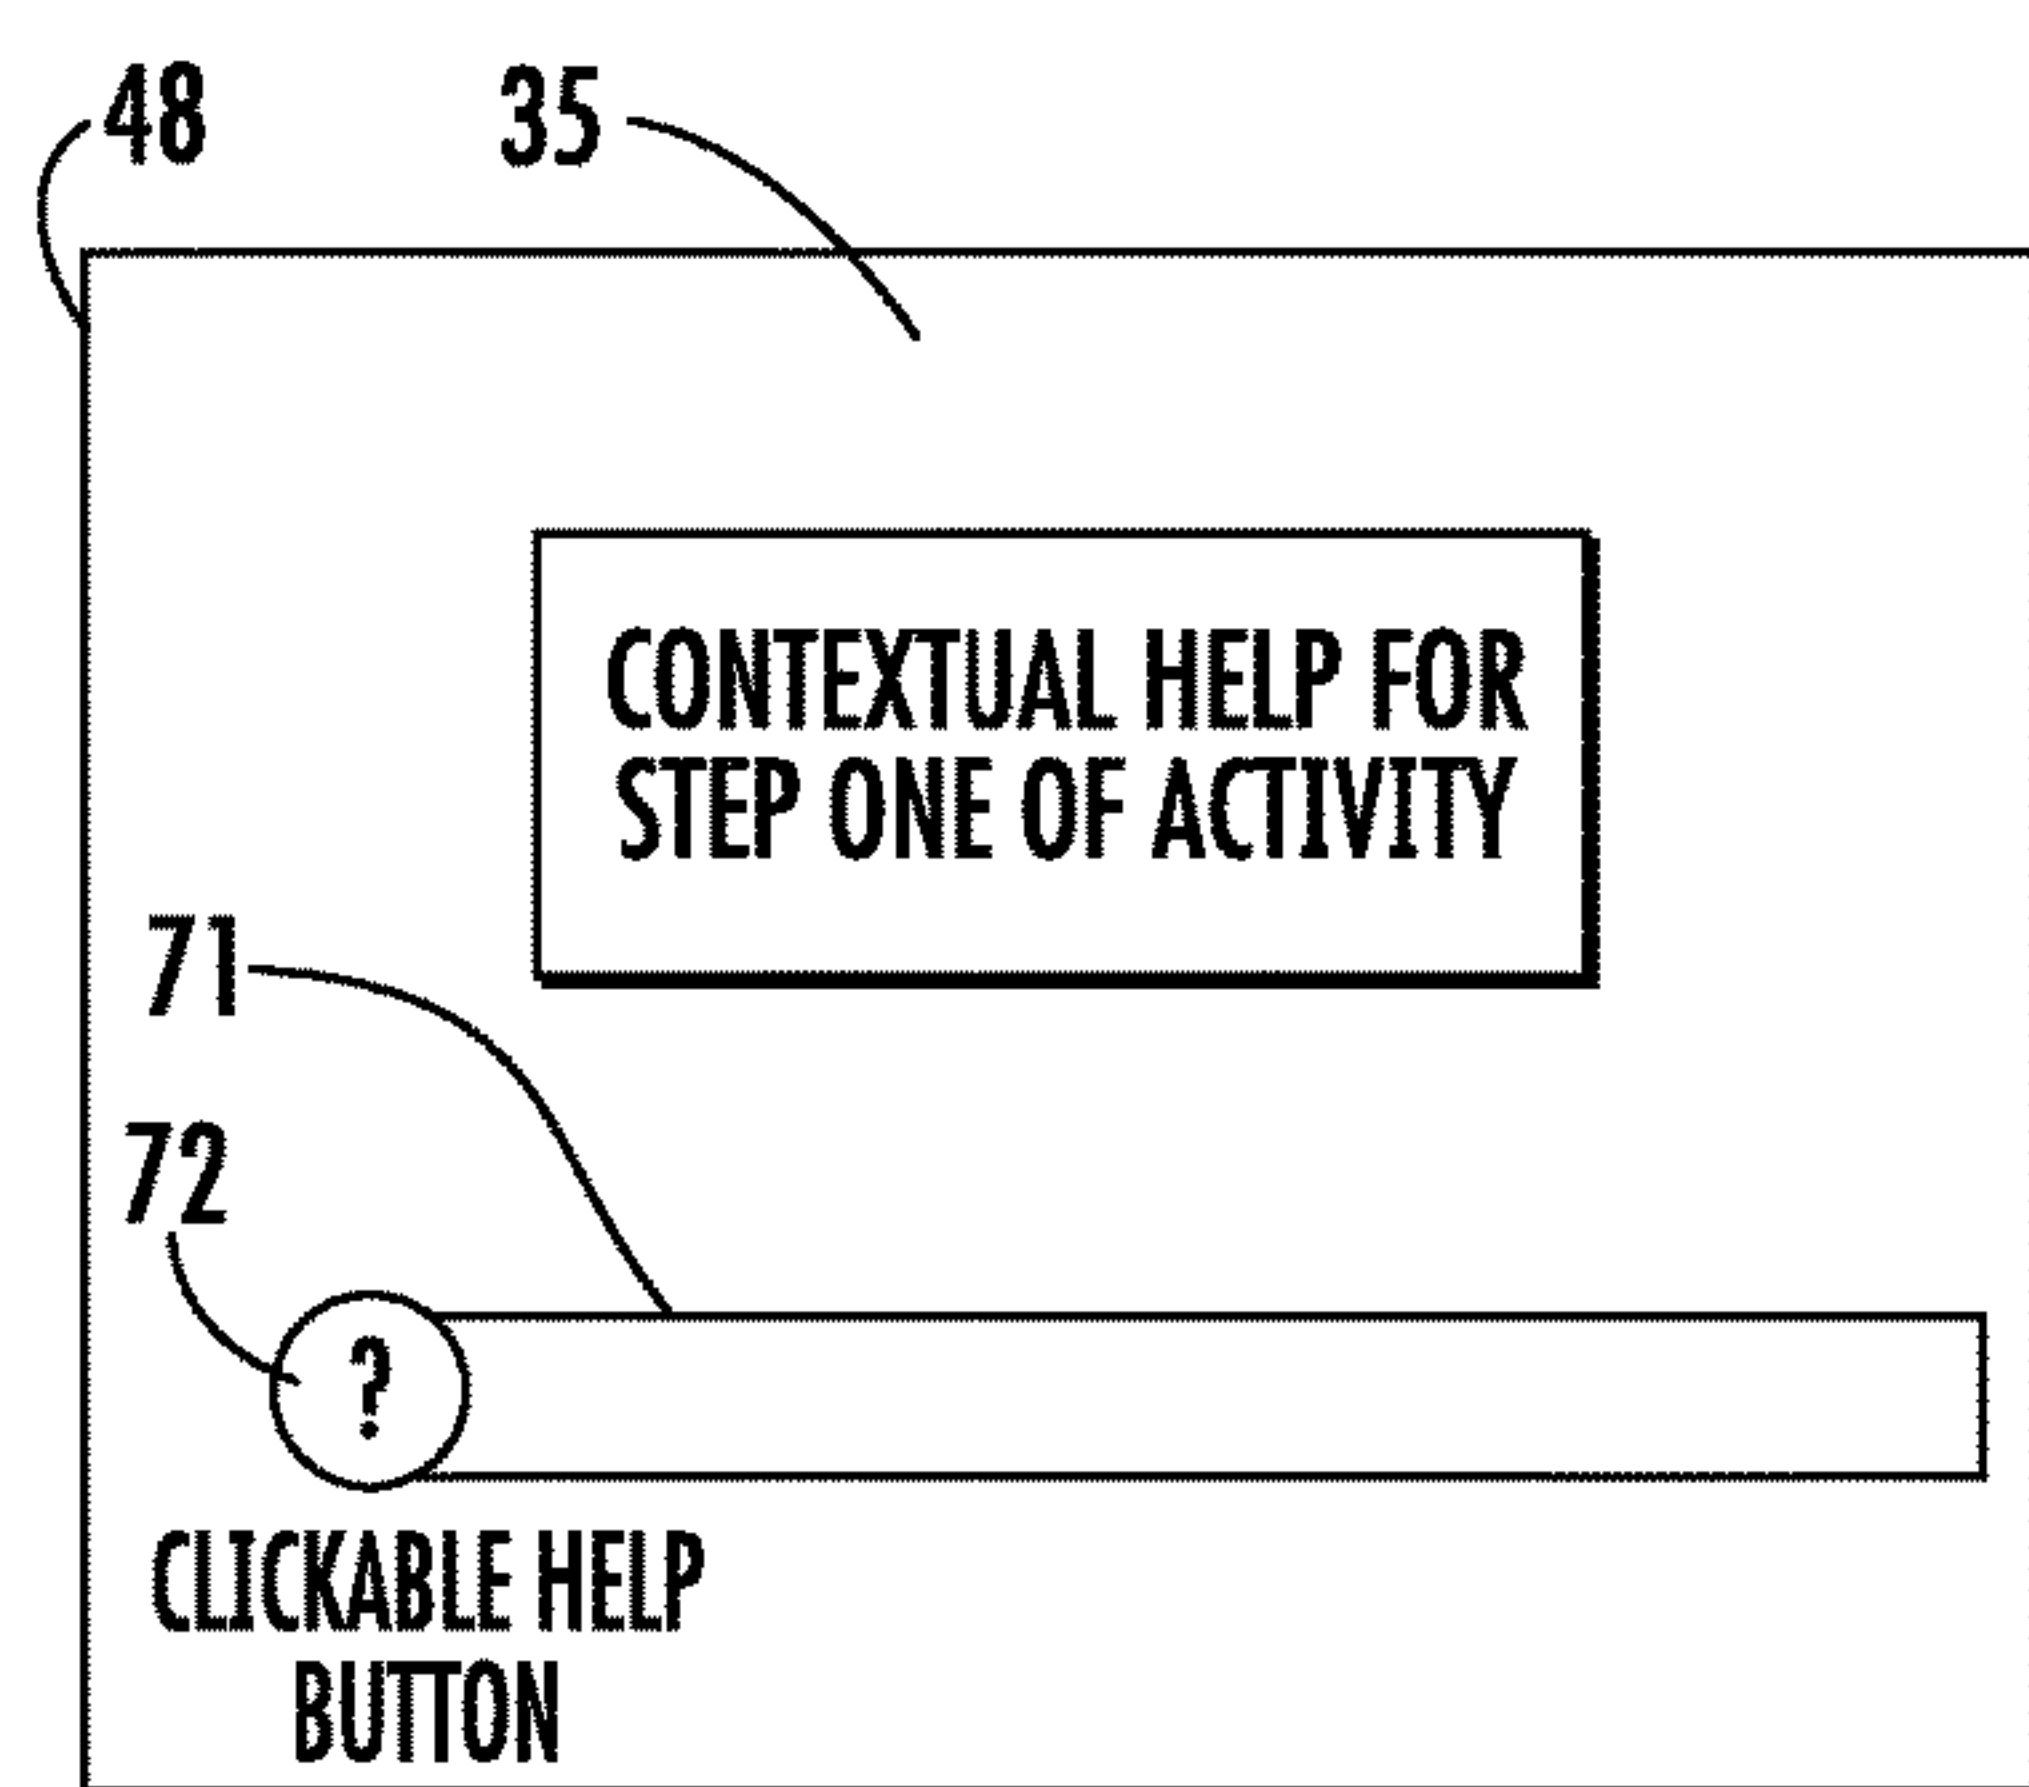 48
35
CONTEXTUAL HELP FOR
STEP ONE OF ACTIVITY
71
72
?
CLICKABLE HELP
BUTTON